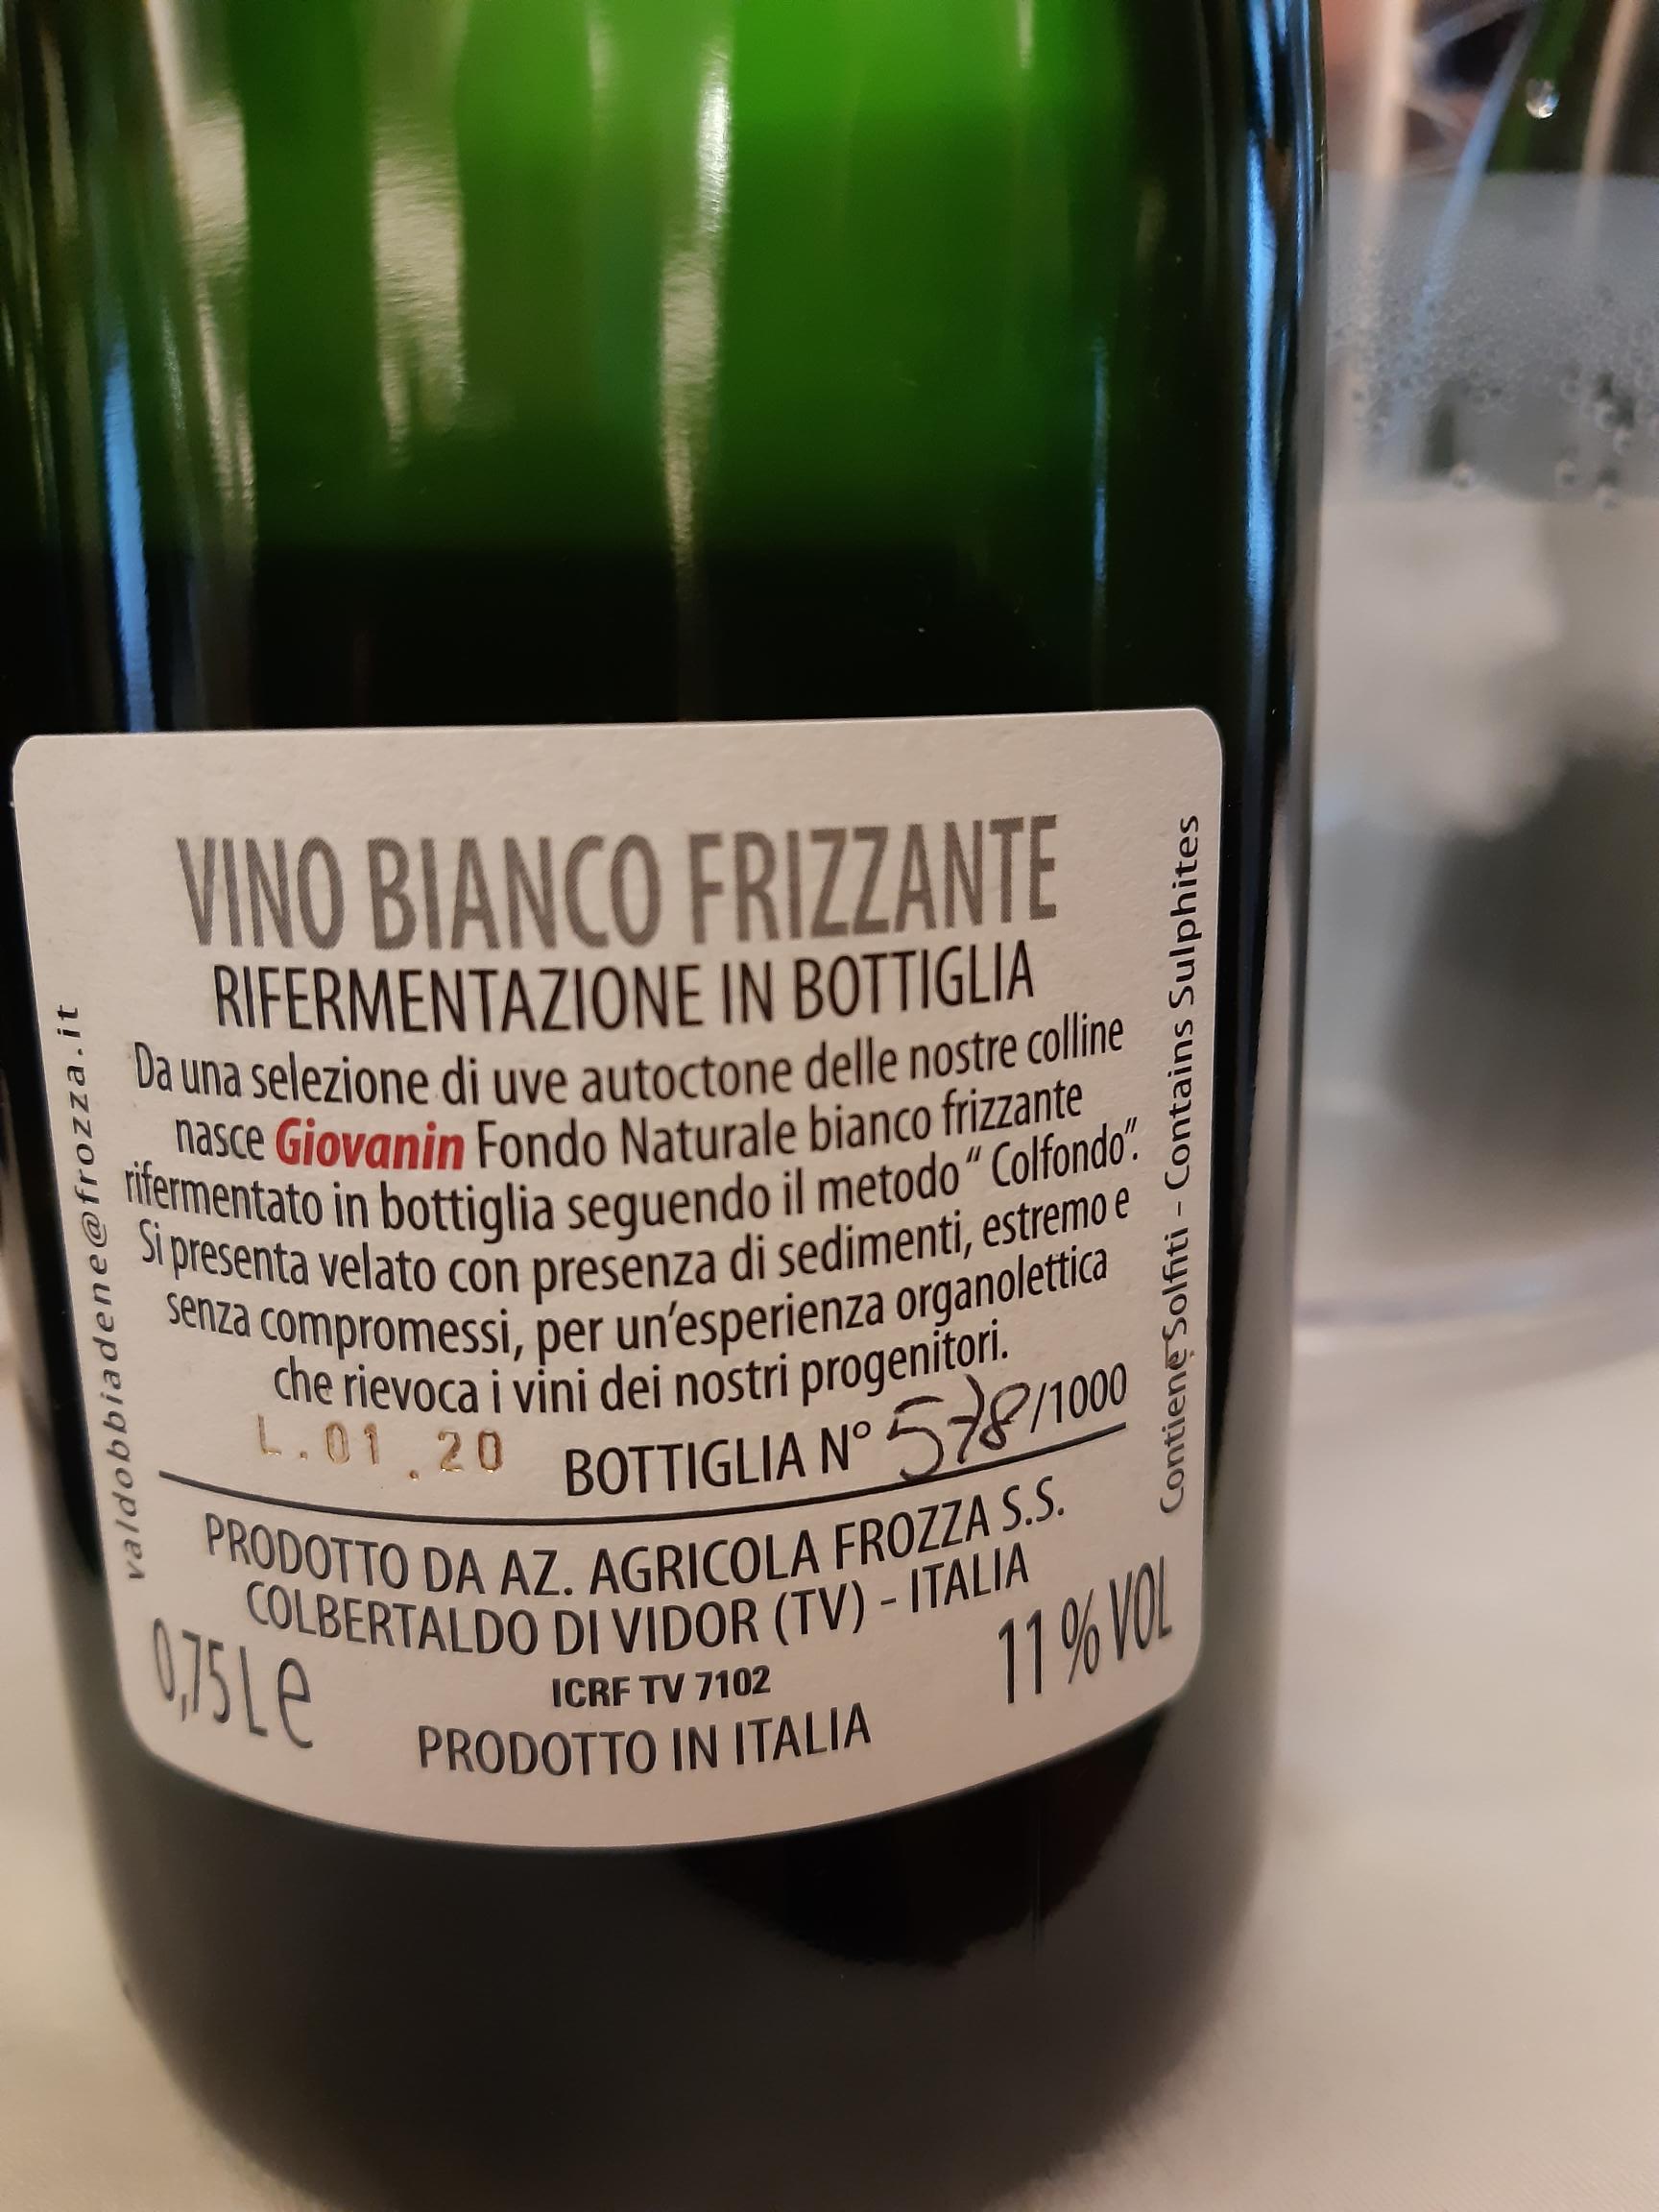 VINO BIANCO FRIZZANTE
RIFERMENTAZIONE IN BOTTIGLIA
Da una selezione di uve autoctone delle nostre colline
nasce Giovanin Fondo Naturale bianco frizzante
rifermentato in bottiglia seguendo il metodo “ Colfondo”.
Si presenta velato con presenza di sedimenti, estremo e
senza compromessi, per un’esperienza organolettica
che rievoca i vini dei nostri progenitori.
L.01.20 BOTTIGLIA N° 578/1000
PRODOTTO DA AZ. AGRICOLA FROZZA S.S.
COLBERTALDO DI VIDOR (TV) - ITALIA
0,75 L e ICRF TV 7102 11 % VOL
PRODOTTO IN ITALIA
valdobbiadene@frozza.it
Contiene Solfiti - Contains Sulphites